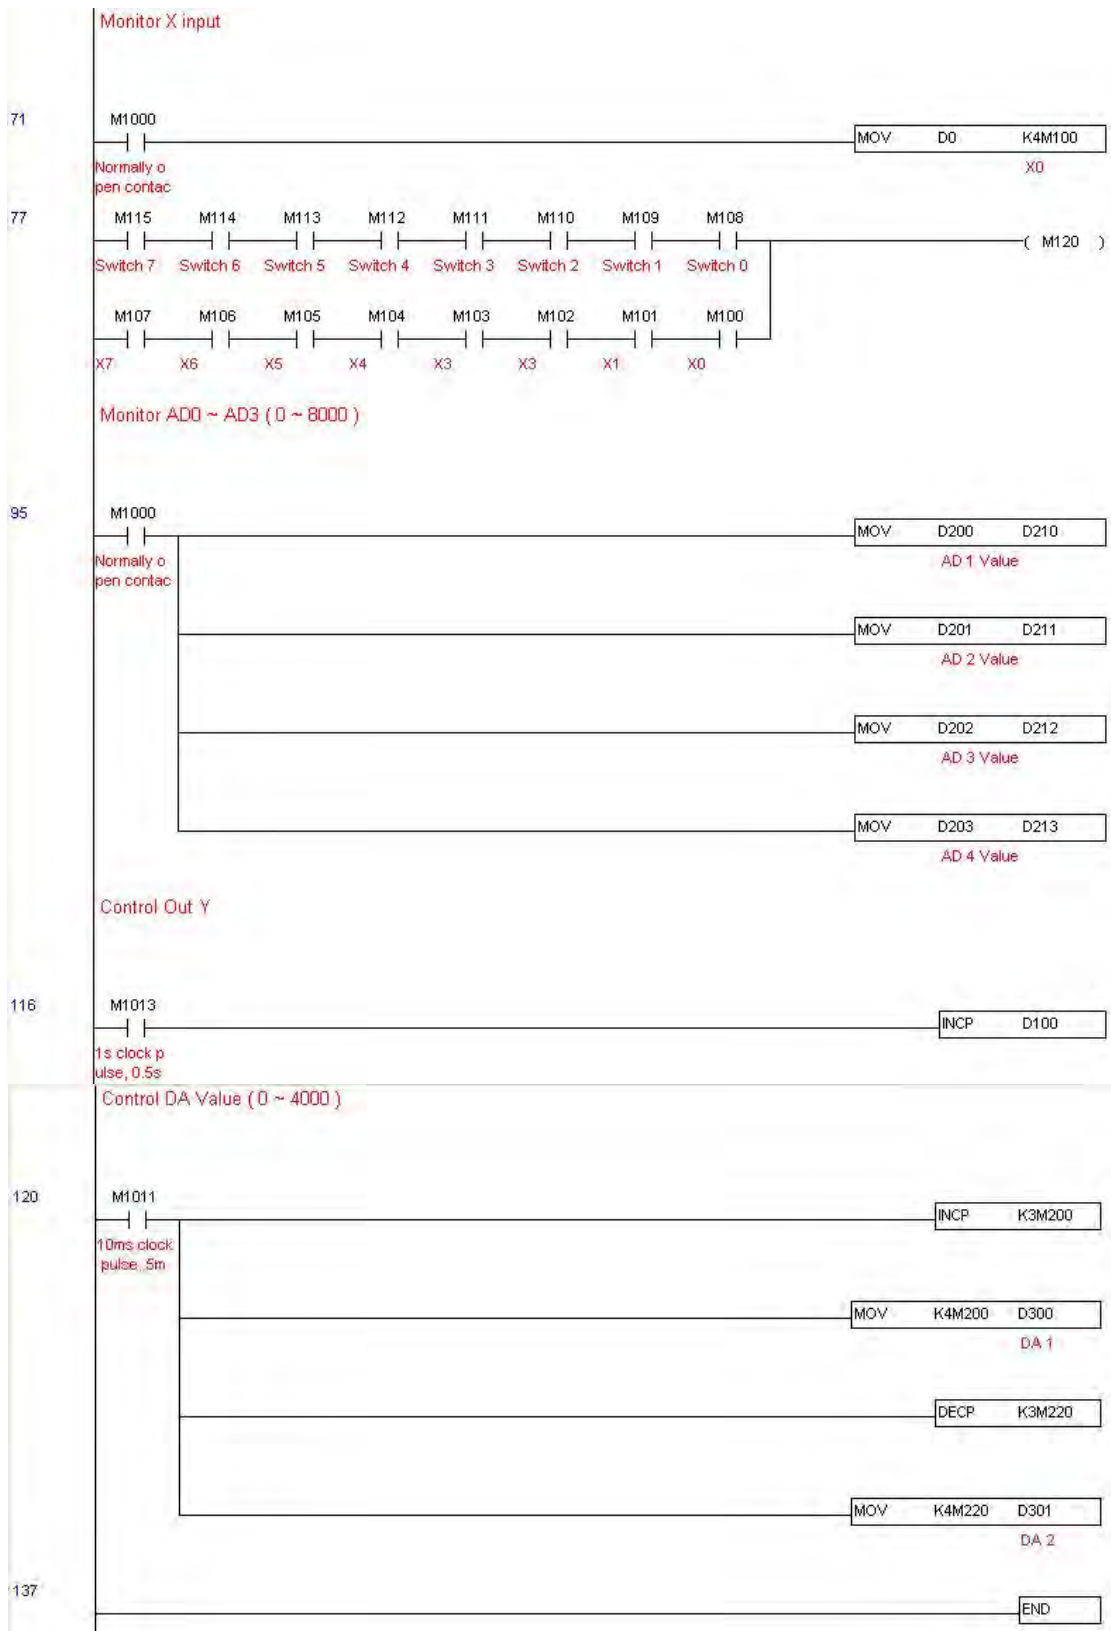 Monitor X input
71 M1000
MOV D0 K4M100
Normally o
pen contac
X0
77 M115 M114 M113 M112 M111 M110 M109 M108
( M120 )
Switch 7 Switch 6 Switch 5 Switch 4 Switch 3 Switch 2 Switch 1 Switch 0
M107 M106 M105 M104 M103 M102 M101 M100
X7 X6 X5 X4 X3 X3 X1 X0
Monitor AD0 ~ AD3 ( 0 ~ 8000 )
95 M1000
MOV D200 D210
Normally o
pen contac
AD 1 Value
MOV D201 D211
AD 2 Value
MOV D202 D212
AD 3 Value
MOV D203 D213
AD 4 Value
Control Out Y
116 M1013
INCP D100
1s clock p
ulse, 0.5s
Control DA Value ( 0 ~ 4000 )
120 M1011
INCP K3M200
10ms clock
pulse ,5m
MOV K4M200 D300
DA 1
DECP K3M220
MOV K4M220 D301
DA 2
137
END